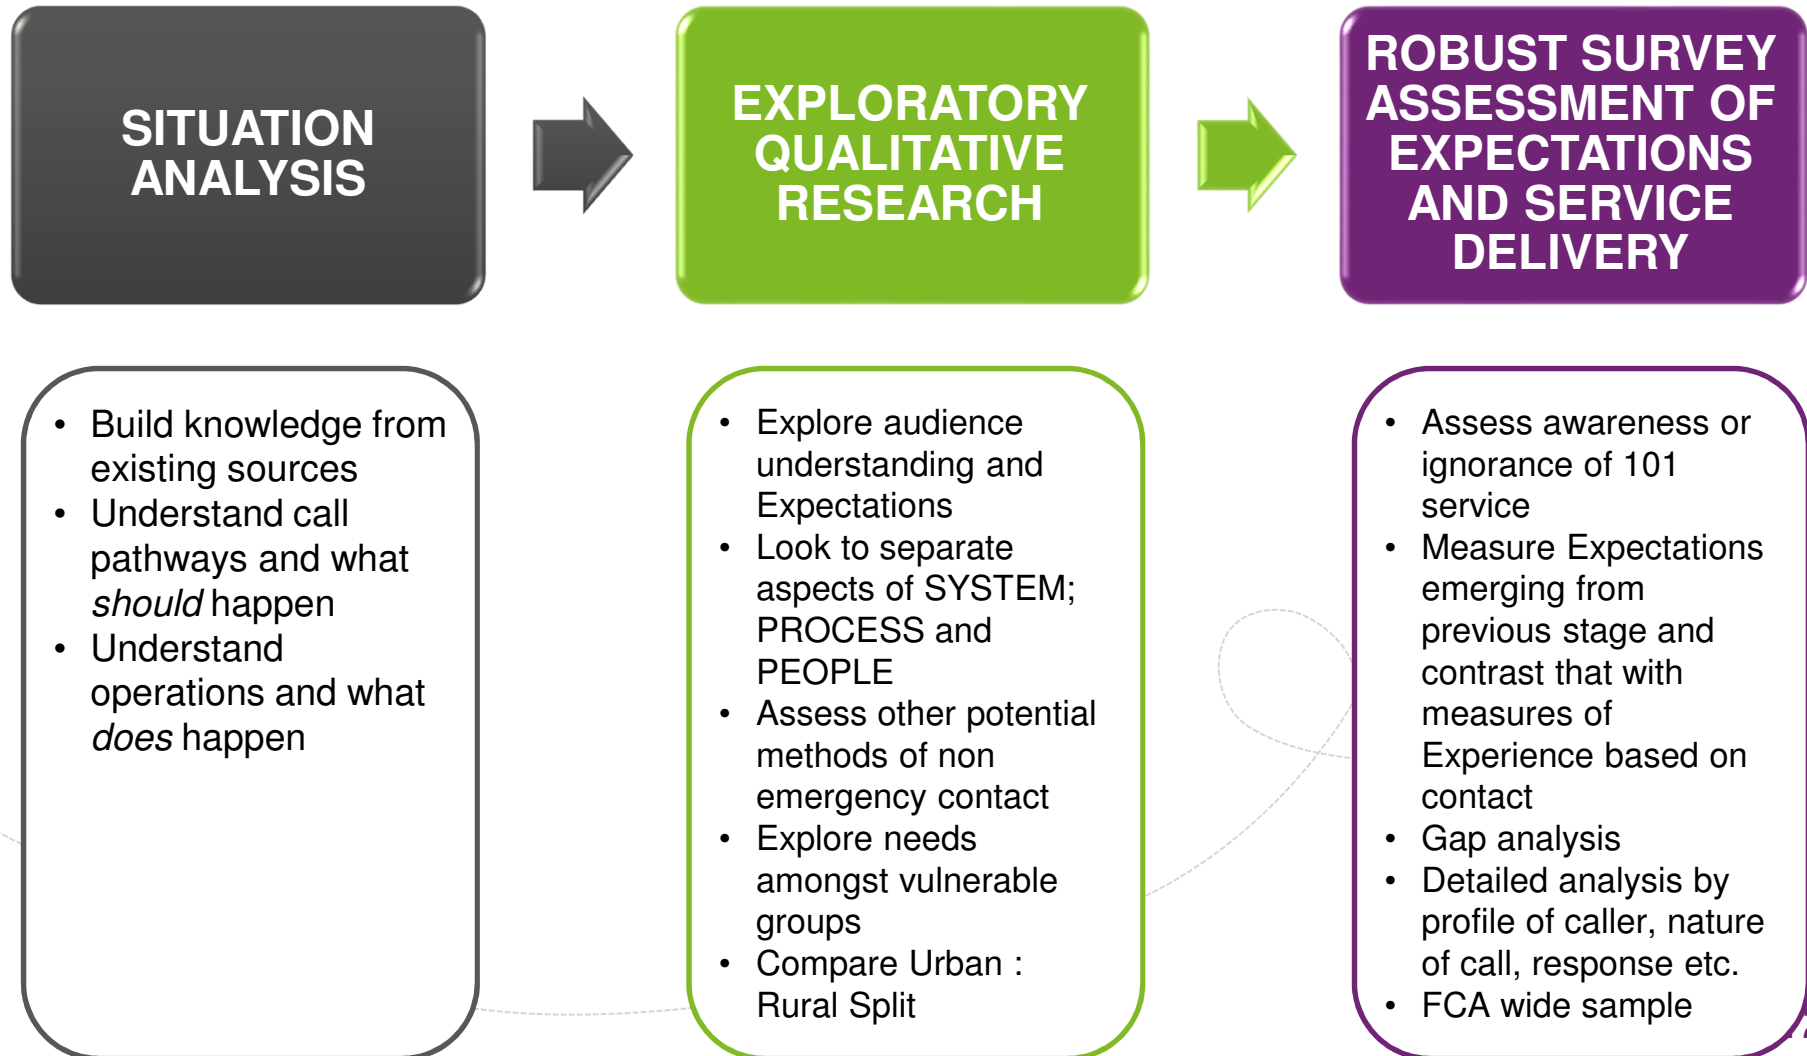 SITUATION
ANALYSIS
EXPLORATORY
QUALITATIVE
RESEARCH
ROBUST SURVEY
ASSESSMENT OF
EXPECTATIONS
AND SERVICE
DELIVERY
• Build knowledge from
existing sources
• Understand call
pathways and what
should happen
• Understand
operations and what
does happen
• Explore audience
understanding and
Expectations
• Look to separate
aspects of SYSTEM;
PROCESS and
PEOPLE
• Assess other potential
methods of non
emergency contact
• Explore needs
amongst vulnerable
groups
• Compare Urban :
Rural Split
• Assess awareness or
ignorance of 101
service
• Measure Expectations
emerging from
previous stage and
contrast that with
measures of
Experience based on
contact
• Gap analysis
• Detailed analysis by
profile of caller, nature
of call, response etc.
• FCA wide sample